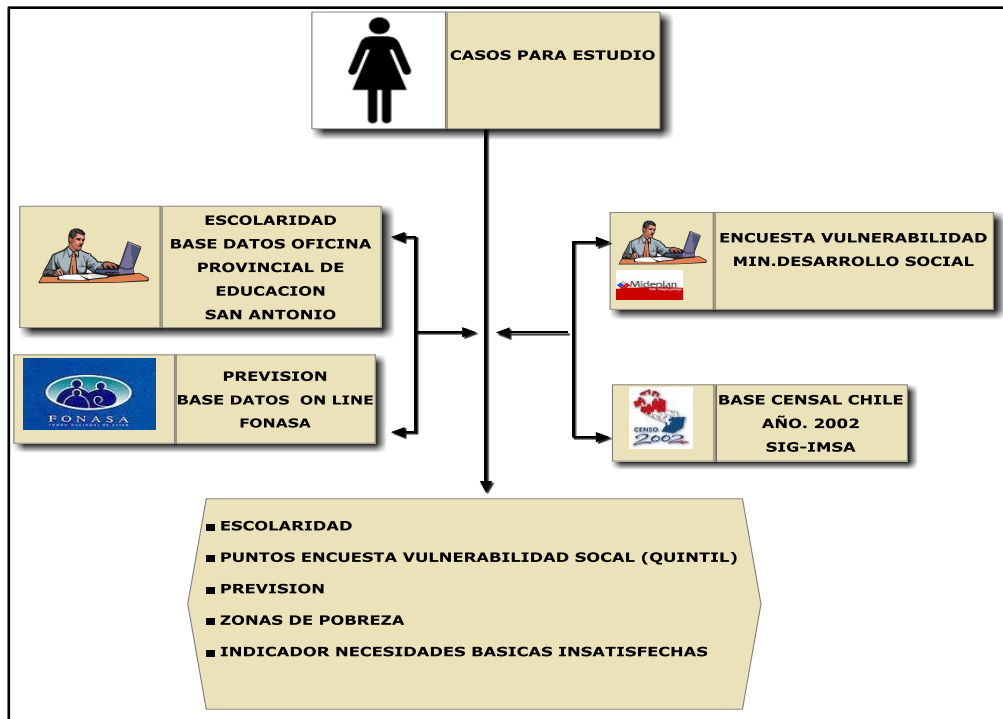 CASOS PARA ESTUDIO
ESCOLARIDAD
BASE DATOS OFICINA
PROVINCIAL DE
EDUCACION
SAN ANTONIO
ENCUESTA VULNERABILIDAD
MIN.DESARROLLO SOCIAL
Mideplan
FONASA
PREVISION
BASE DATOS ON LINE
FONASA
CENSO
2002
BASE CENSAL CHILE
AÑO. 2002
SIG-IMSA
■ ESCOLARIDAD
■ PUNTOS ENCUESTA VULNERABILIDAD SOCAL (QUINTIL)
■ PREVISION
■ ZONAS DE POBREZA
■ INDICADOR NECESIDADES BASICAS INSATISFECHAS